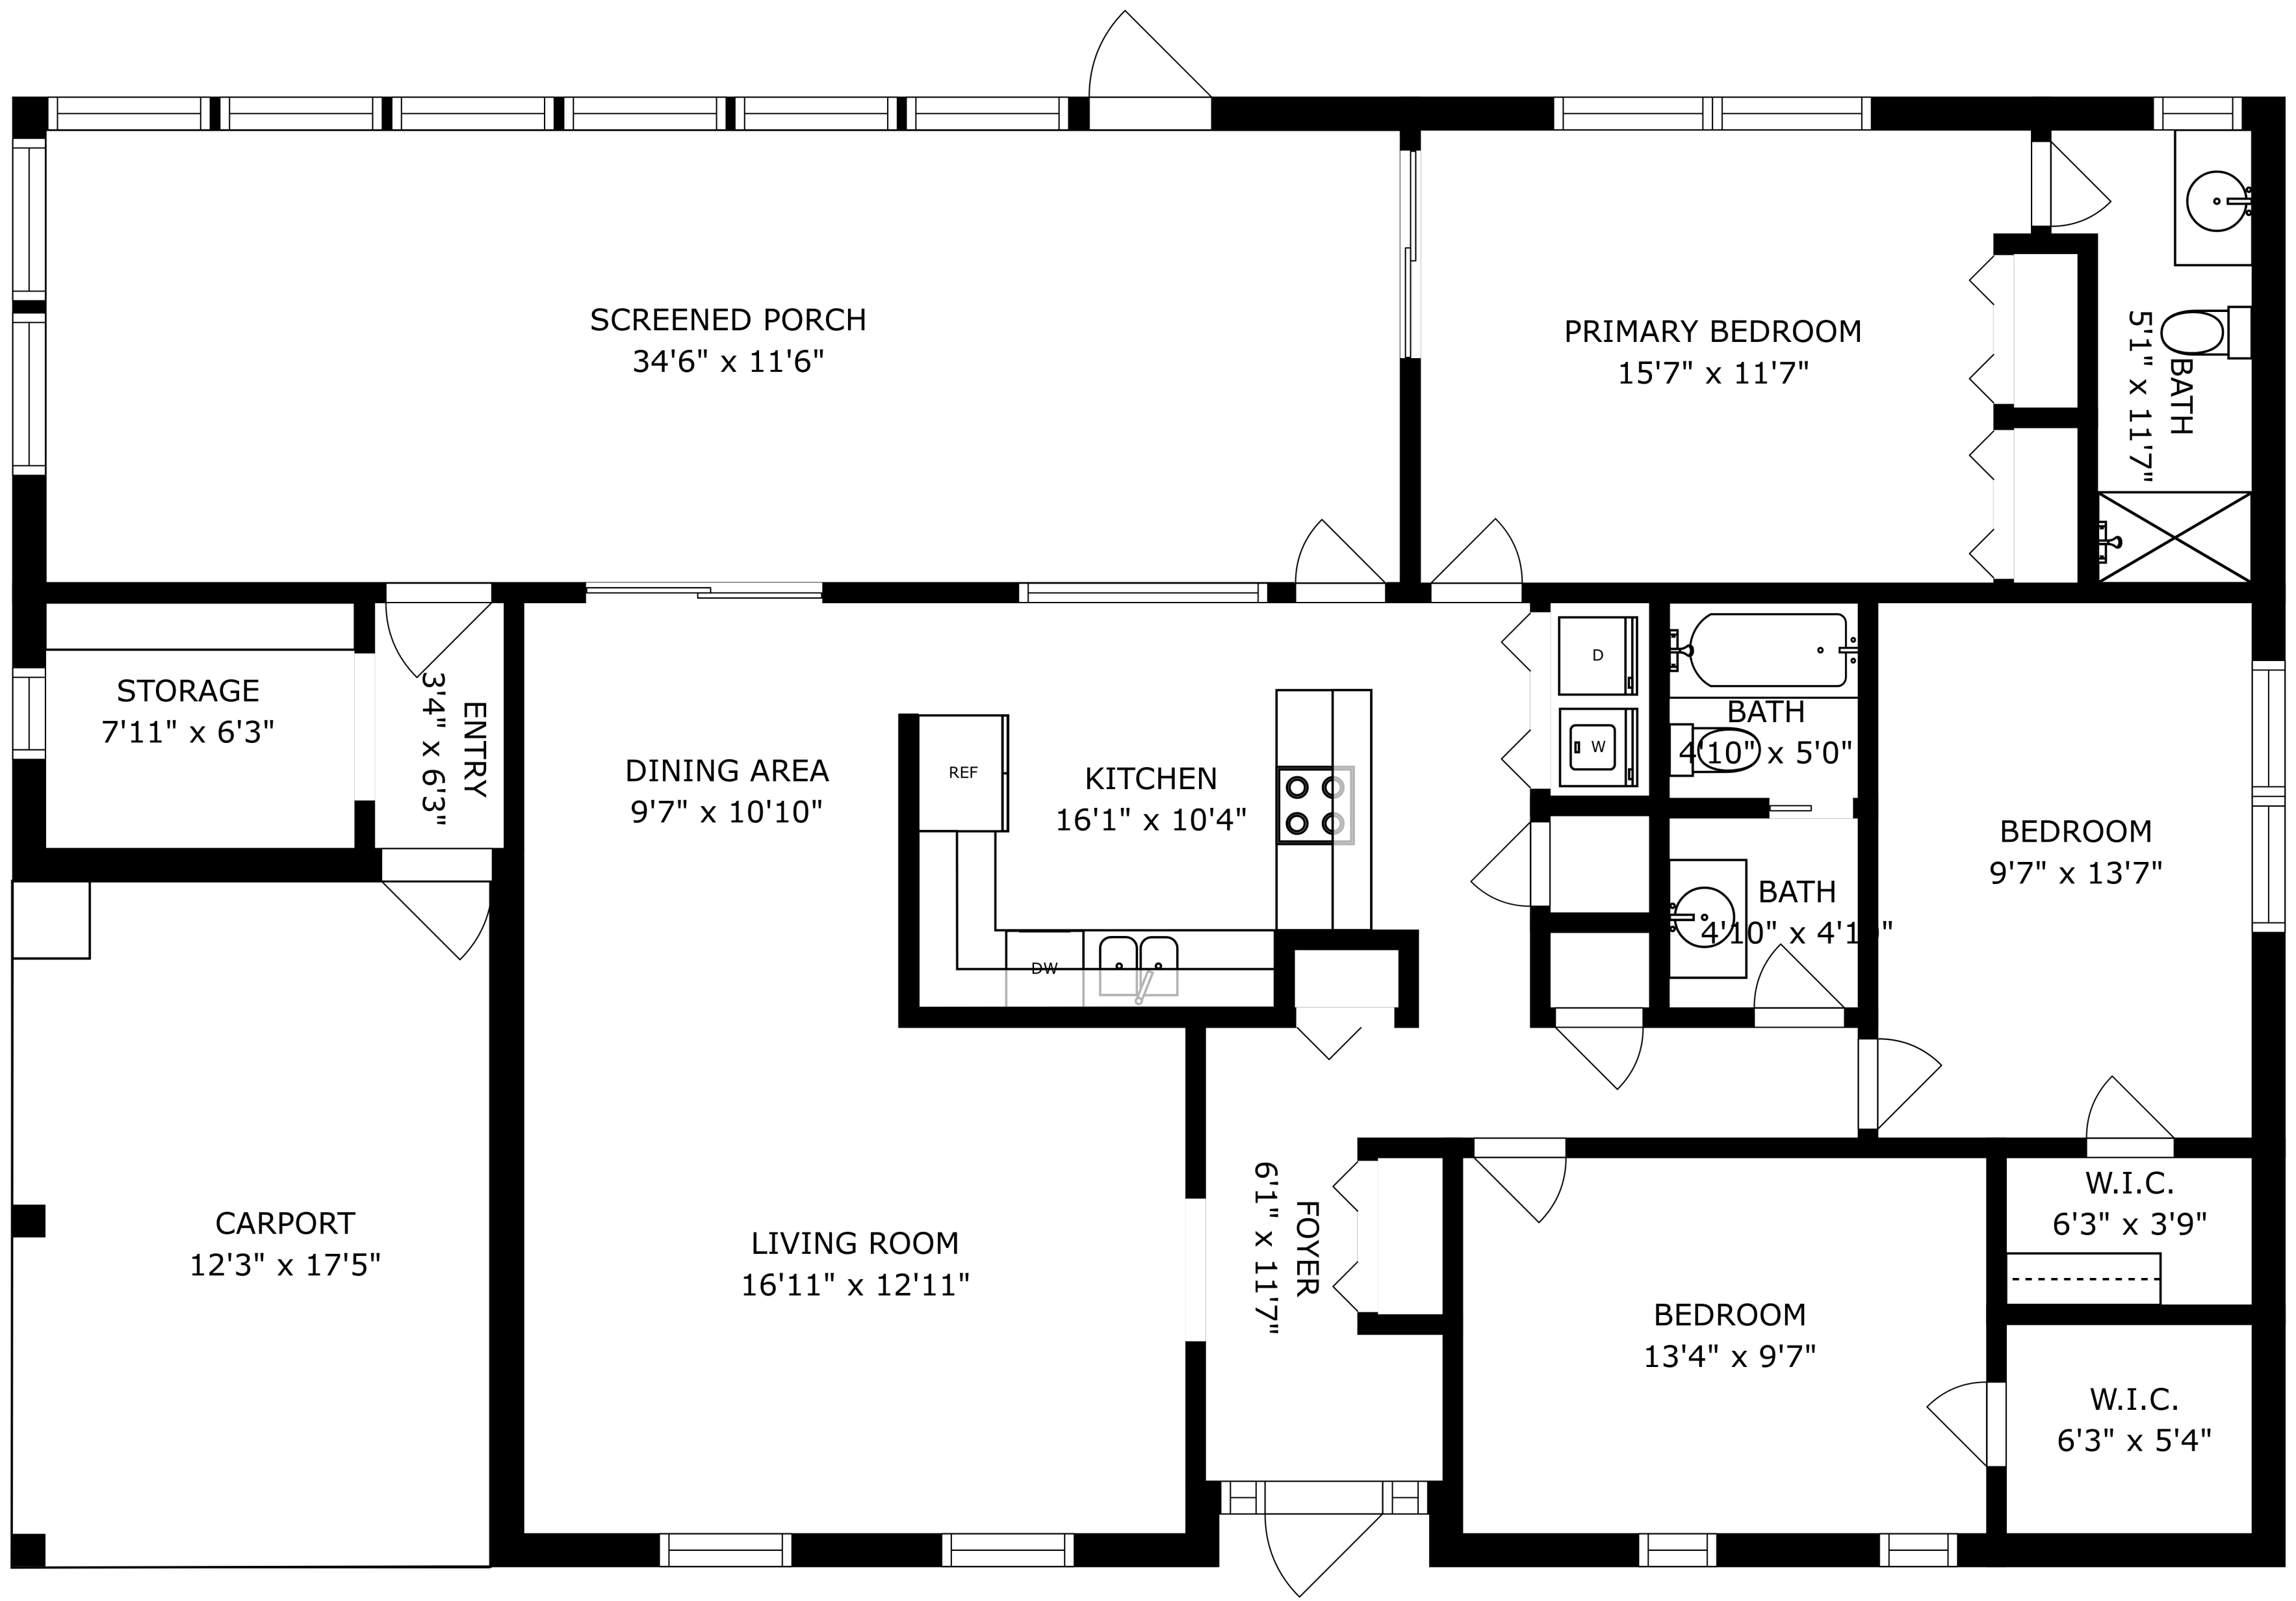 SCREENED PORCH
34'6" x 11'6"
PRIMARY BEDROOM
15'7" x 11'7"
BATH
5'1" x 11'7"
STORAGE
7'11" x 6'3"
ENTRY
3'4" x 6'3"
DINING AREA
9'7" x 10'10"
REF
KITCHEN
16'1" x 10'4"
DW
D
W
BATH
4'10" x 5'0"
BATH
4'10" x
BEDROOM
9'7" x 13'7"
CARPORT
12'3" x 17'5"
LIVING ROOM
16'11" x 12'11"
FOYER
6'1" x 11'7"
BEDROOM
13'4" x 9'7"
W.I.C.
6'3" x 3'9"
W.I.C.
6'3" x 5'4"